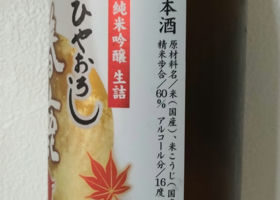 本酒
原材料名/米(国産)、米こうじ(国
精米歩合/60% アルコール分/16度
純米吟醸 生詰
ひやおろし